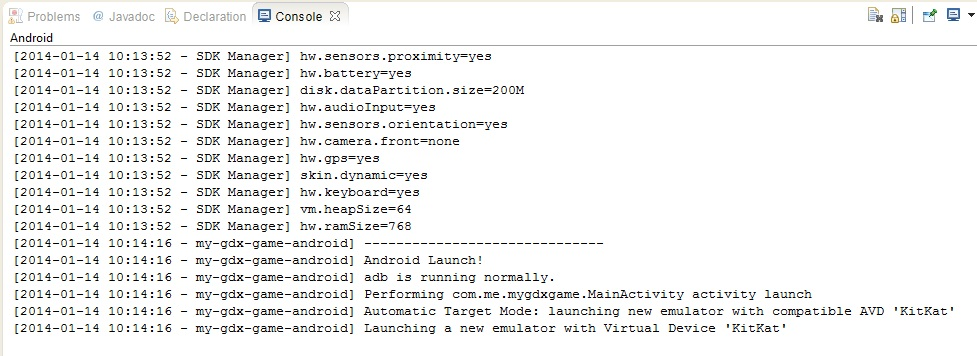 Problems @ Javadoc Declaration Console
Android
[2014-01-14 10:13:52 - SDK Manager] hw.sensors.proximity=yes
[2014-01-14 10:13:52 - SDK Manager] hw.battery=yes
[2014-01-14 10:13:52 - SDK Manager] disk.dataPartition.size=200M
[2014-01-14 10:13:52 - SDK Manager] hw.audioInput=yes
[2014-01-14 10:13:52 - SDK Manager] hw.sensors.orientation=yes
[2014-01-14 10:13:52 - SDK Manager] hw.camera.front=none
[2014-01-14 10:13:52 - SDK Manager] hw.gps=yes
[2014-01-14 10:13:52 - SDK Manager] skin.dynamic=yes
[2014-01-14 10:13:52 - SDK Manager] hw.keyboard=yes
[2014-01-14 10:13:52 - SDK Manager] vm.heapSize=64
[2014-01-14 10:13:52 - SDK Manager] hw.ramSize=768
[2014-01-14 10:14:16 - my-gdx-game-android] ------------------------------
[2014-01-14 10:14:16 - my-gdx-game-android] Android Launch!
[2014-01-14 10:14:16 - my-gdx-game-android] adb is running normally.
[2014-01-14 10:14:16 - my-gdx-game-android] Performing com.me.mygdxgame.MainActivity activity launch
[2014-01-14 10:14:16 - my-gdx-game-android] Automatic Target Mode: launching new emulator with compatible AVD 'KitKat'
[2014-01-14 10:14:16 - my-gdx-game-android] Launching a new emulator with Virtual Device 'KitKat'